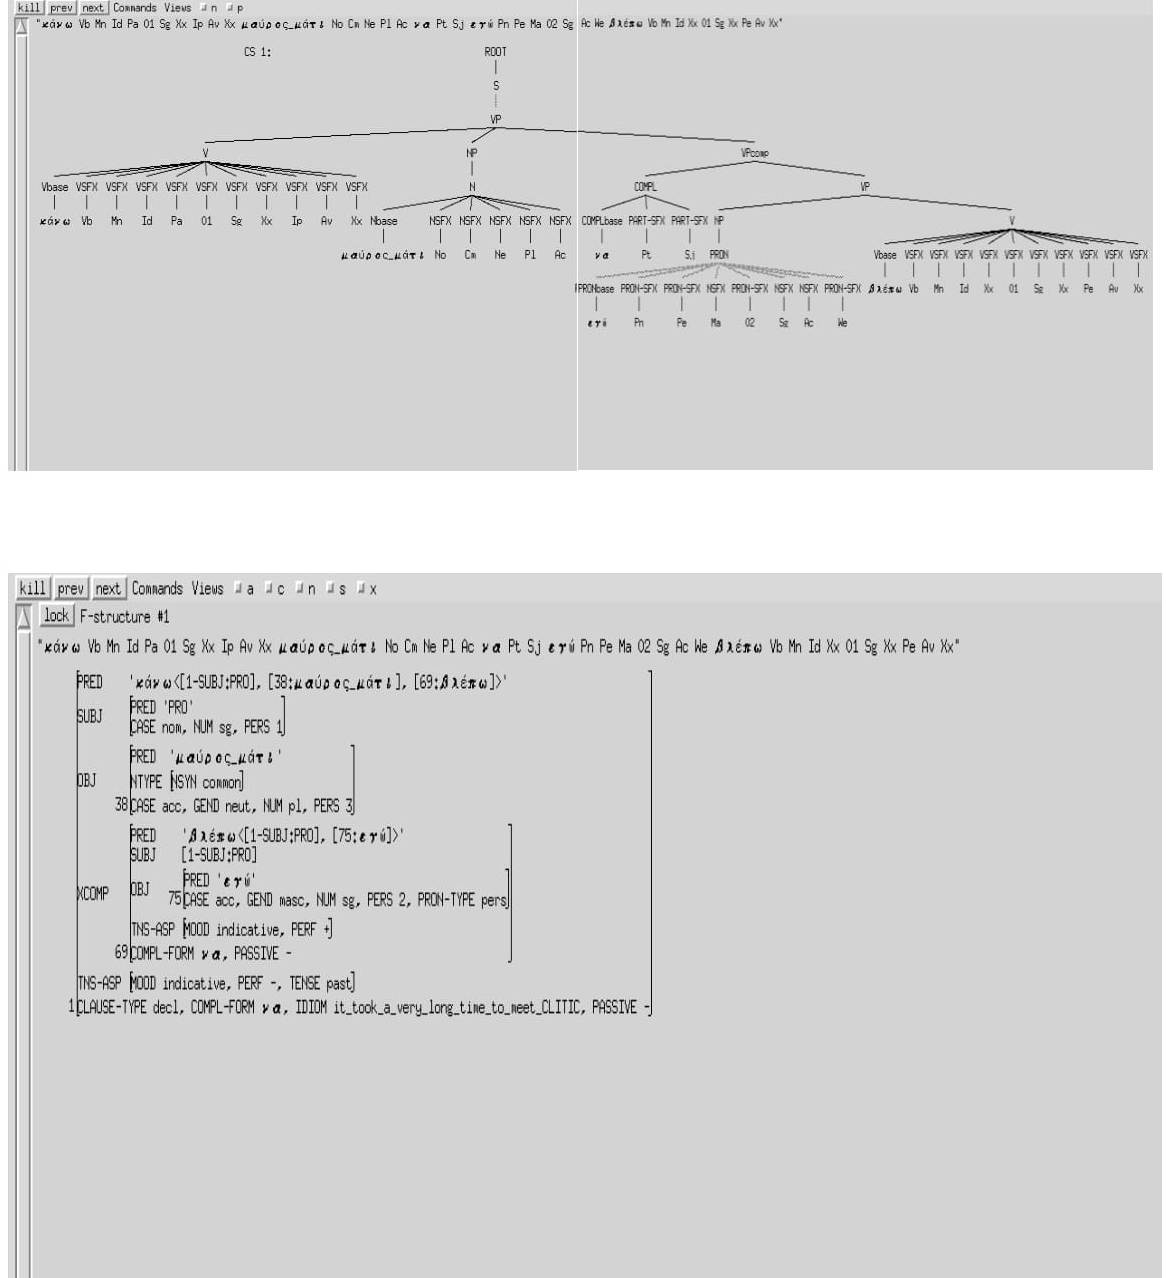 kill prev next Commands Views n p
"κάνω Vb Mn Id Pa 01 Sg Xx Ip Av Xx μαύρος_μάτι No Cm Ne Pl Ac να Pt Sj εγώ Pn Pe Ma 02 Sg Ac We βλέπω Vb Mn Id Xx 01 Sg Xx Pe Av Xx"
CS 1: ROOT
S
VP
V NP VPcomp
Vbase VSFX VSFX VSFX VSFX VSFX VSFX VSFX VSFX VSFX VSFX N COMPL VP
κάνω Vb Mn Id Pa 01 Sg Xx Ip Av Xx Nbase NSFX NSFX NSFX NSFX NSFX COMPLbase PART-SFX PART-SFX NP V
μαύρος_μάτι No Cm Ne Pl Ac να Pt Sj PRON Vbase VSFX VSFX VSFX VSFX VSFX VSFX VSFX VSFX VSFX
PRONbase PRON-SFX PRON-SFX NSFX PRON-SFX NSFX NSFX PRON-SFX βλέπω Vb Mn Id Xx 01 Sg Xx Pe Av Xx
εγώ Pn Pe Ma 02 Sg Ac We
kill prev next Commands Views a c n s x
lock F-structure #1
"κάνω Vb Mn Id Pa 01 Sg Xx Ip Av Xx μαύρος_μάτι No Cm Ne Pl Ac να Pt Sj εγώ Pn Pe Ma 02 Sg Ac We βλέπω Vb Mn Id Xx 01 Sg Xx Pe Av Xx"
PRED 'κάνω<[1-SUBJ:PRO], [38:μαύρος_μάτι], [69:βλέπω]>'
PRED 'PRO'
SUBJ
CASE nom, NUM sg, PERS 1
PRED 'μαύρος_μάτι'
OBJ NTYPE [NSYN common]
38 CASE acc, GEND neut, NUM pl, PERS 3
PRED 'βλέπω<[1-SUBJ:PRO], [75:εγώ]>'
SUBJ [1-SUBJ:PRO]
PRED 'εγώ'
XCOMP OBJ
75 CASE acc, GEND masc, NUM sg, PERS 2, PRON-TYPE pers
TNS-ASP [MOOD indicative, PERF +]
69 COMPL-FORM να, PASSIVE -
TNS-ASP [MOOD indicative, PERF -, TENSE past]
1 CLAUSE-TYPE decl, COMPL-FORM να, IDIOM it_took_a_very_long_time_to_meet_CLITIC, PASSIVE -